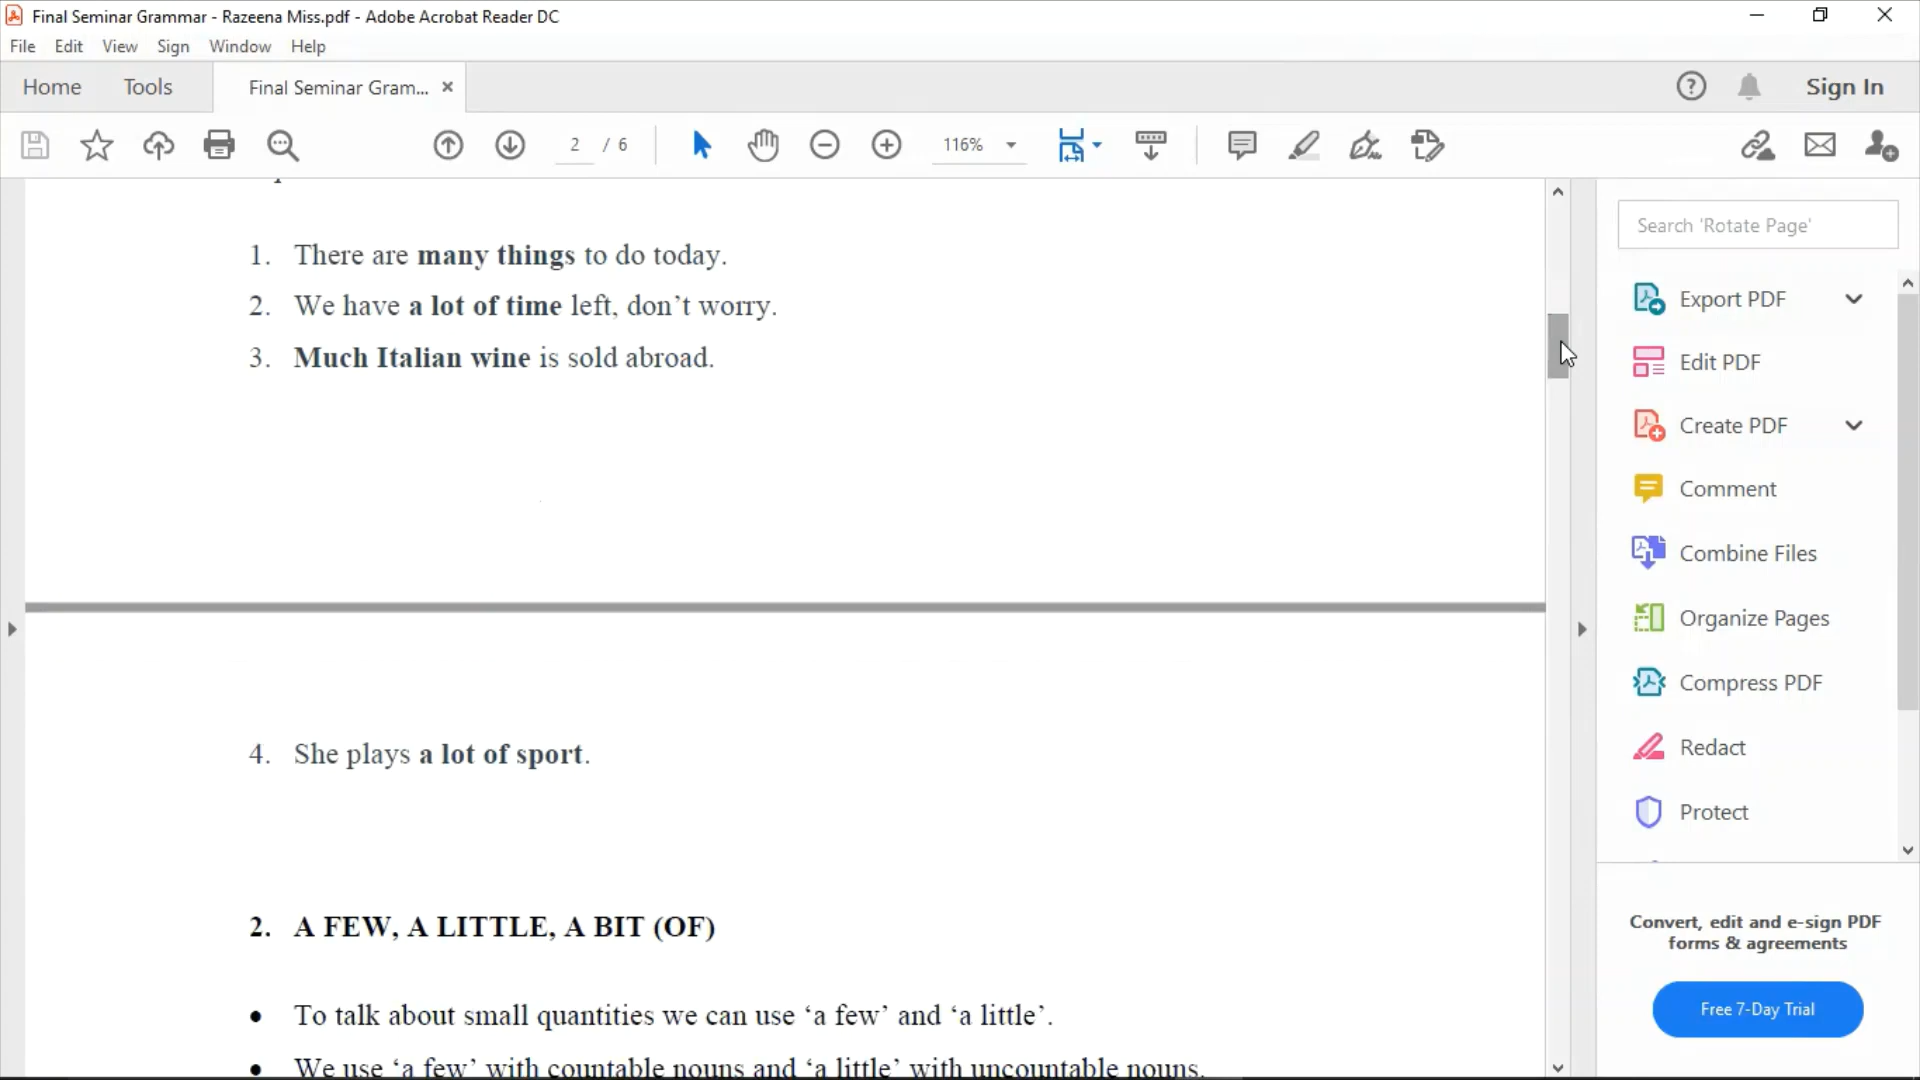 Final Seminar Grammar - Razeena Miss.pdf - Adobe Acrobat Reader DC
File Edit View Sign Window Help
Home Tools Final Seminar Gram... Sign In
2 / 6 116%
1. There are many things to do today.
2. We have a lot of time left, don’t worry.
3. Much Italian wine is sold abroad.
4. She plays a lot of sport.
2. A FEW, A LITTLE, A BIT (OF)
• To talk about small quantities we can use ‘a few’ and ‘a little’.
• We use ‘a few’ with countable nouns and ‘a little’ with uncountable nouns.
Search 'Rotate Page'
Export PDF
Edit PDF
Create PDF
Comment
Combine Files
Organize Pages
Compress PDF
Redact
Protect
Convert, edit and e-sign PDF
forms & agreements
Free 7-Day Trial